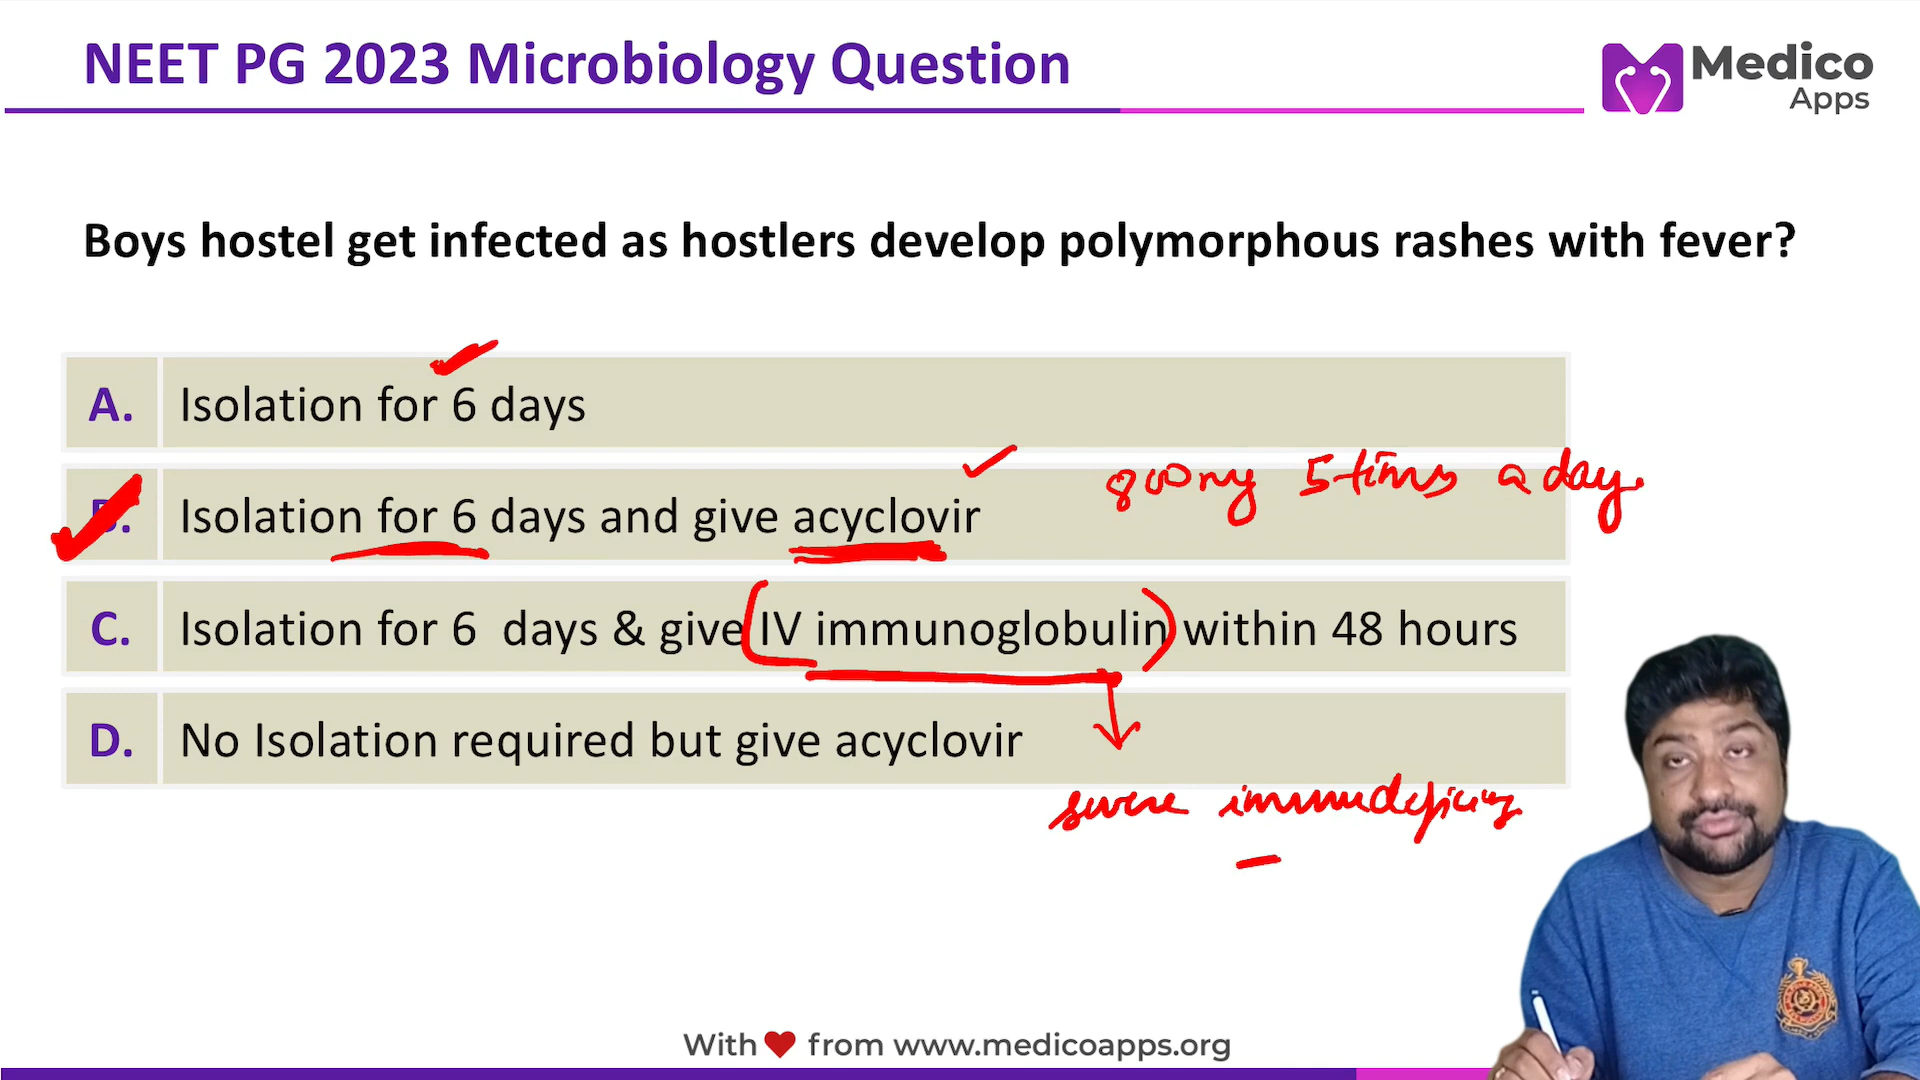 NEET PG 2023 Microbiology Question
Medico
Apps
Boys hostel get infected as hostlers develop polymorphous rashes with fever?
A. Isolation for 6 days
800mg 5 times a day.
B. Isolation for 6 days and give acyclovir
C. Isolation for 6 days & give IV immunoglobulin within 48 hours
D. No Isolation required but give acyclovir
severe
With ❤ from www.medicoapps.org